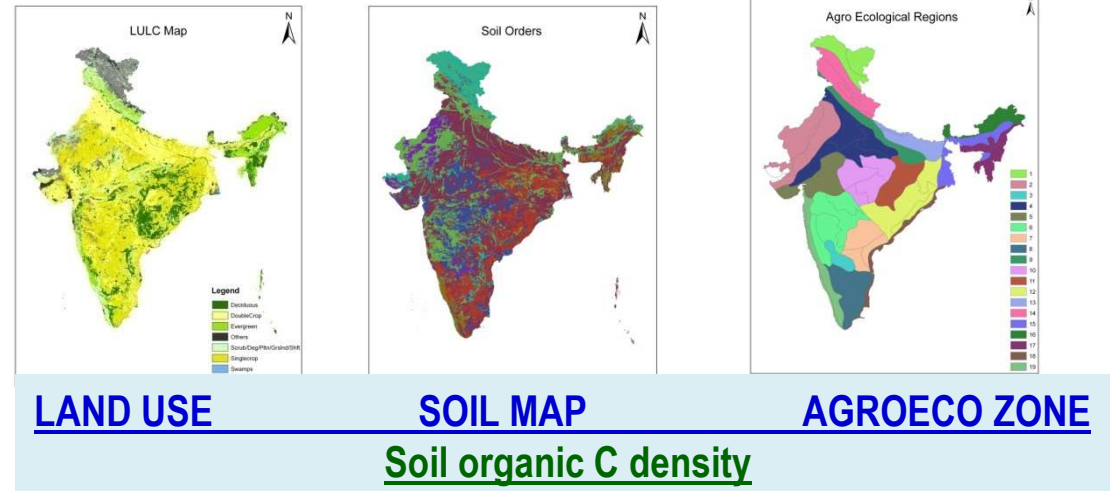 LULC Map
N
Legend
Deciduous
DoubleCrop
Evergreen
Others
Scrub/Deg/Pltn/Grslnd/Shft
Singlecrop
Swamps
Soil Orders
N
Agro Ecological Regions
1
2
3
4
5
6
7
8
9
10
11
12
13
14
15
16
17
18
19
LAND USE SOIL MAP AGROECO ZONE
Soil organic C density